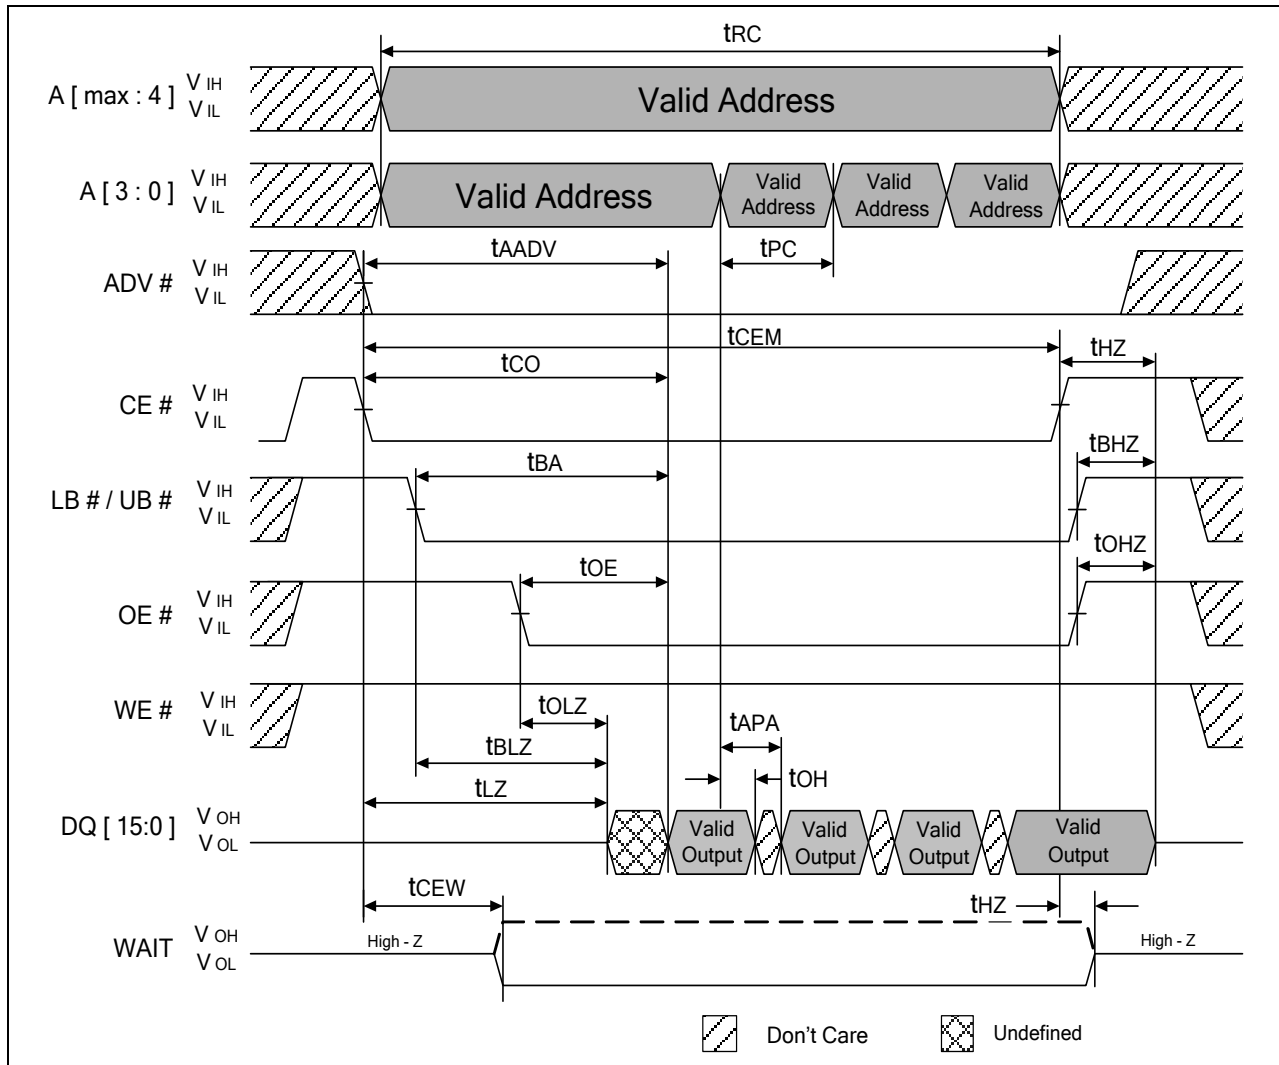 tRC
A [ max : 4 ] V IH
V IL
Valid Address
A [ 3 : 0 ] V IH
V IL
Valid Address
Valid Address
Valid Address
Valid Address
tAADV
tPC
ADV # V IH
V IL
tCEM
tHZ
tCO
CE # V IH
V IL
tBA
tBHZ
LB # / UB # V IH
V IL
tOE
tOHZ
OE # V IH
V IL
WE # V IH
V IL
tOLZ
tAPA
tBLZ
tOH
tLZ
DQ [ 15:0 ] V OH
V OL
Valid Output
Valid Output
Valid Output
Valid Output
tCEW
tHZ
WAIT V OH
V OL
High - Z
High - Z
Don't Care
Undefined